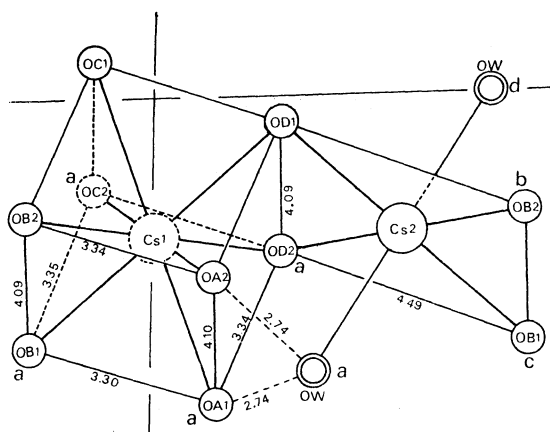 OC1
OW
d
OD1
a
OC2
b
OB2
OB2
4.09
Cs1
Cs2
3.34
OD2
a
OA2
3.35
4.09
4.10
3.34
2.74
4.49
OB1
a
OB1
c
3.30
a
OW
a
OA1
2.74